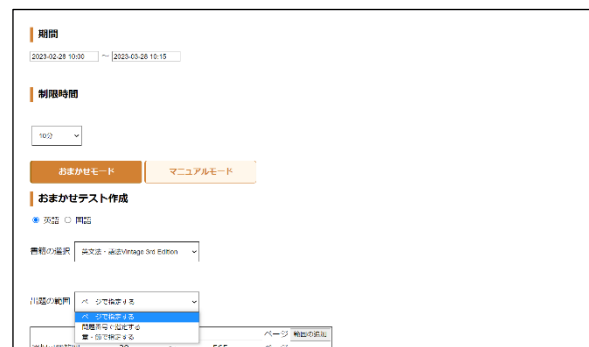 期間
2023-02-28 10:00 ～ 2023-03-28 10:15
制限時間
10分
おまかせモード マニュアルモード
おまかせテスト作成
英語 国語
書籍の選択 英文法・語法Vintage 3rd Edition
出題の範囲 ページで指定する
ページで指定する
問題番号で指定する
章・節で指定する
ページ 範囲の追加